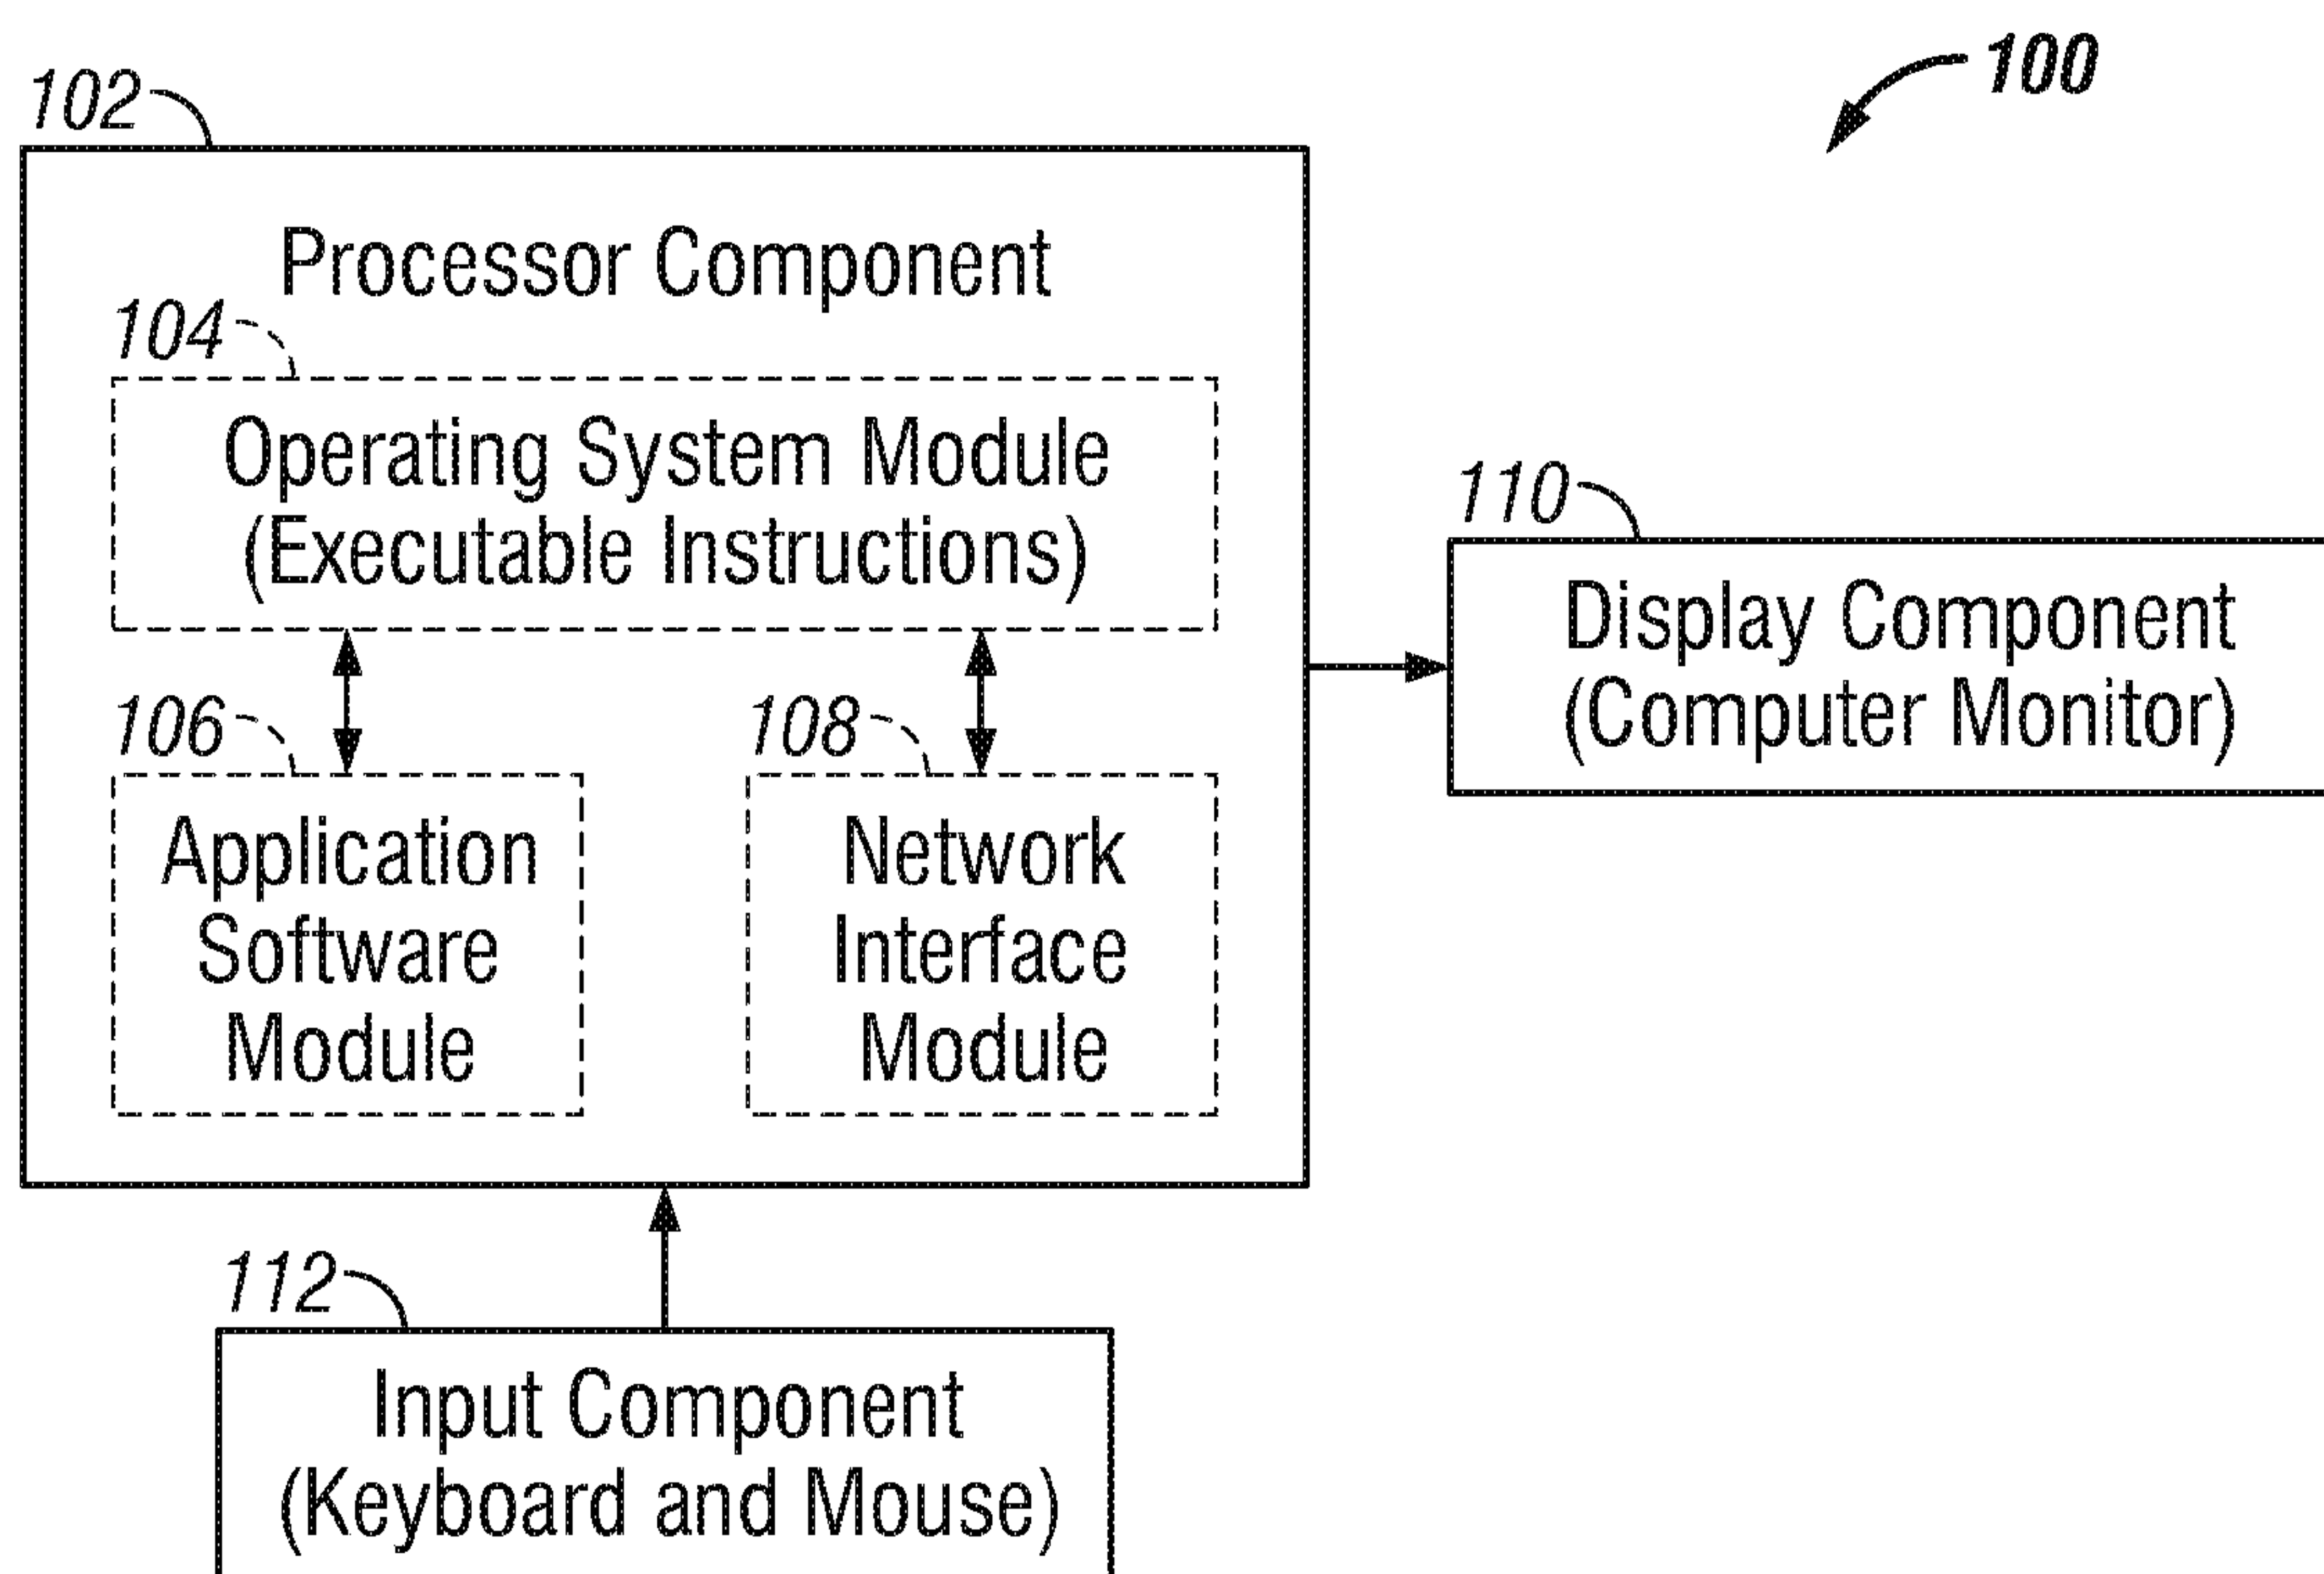 100
102
Processor Component
104
Operating System Module
(Executable Instructions)
110
Display Component
(Computer Monitor)
106
Application
Software
Module
108
Network
Interface
Module
112
Input Component
(Keyboard and Mouse)